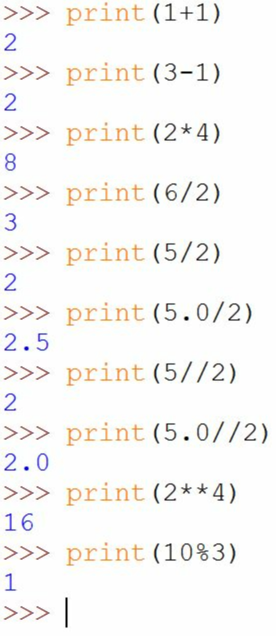 >>> print(1+1)
2
>>> print(3-1)
2
>>> print(2*4)
8
>>> print(6/2)
3
>>> print(5/2)
2
>>> print(5.0/2)
2.5
>>> print(5//2)
2
>>> print(5.0//2)
2.0
>>> print(2**4)
16
>>> print(10%3)
1
>>>